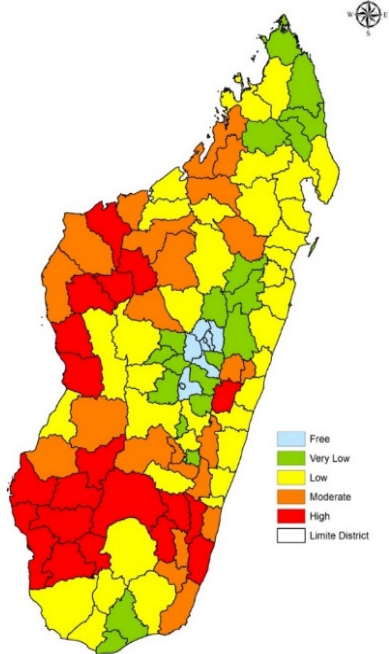 N
W
E
S
Free
Very Low
Low
Moderate
High
Limite District